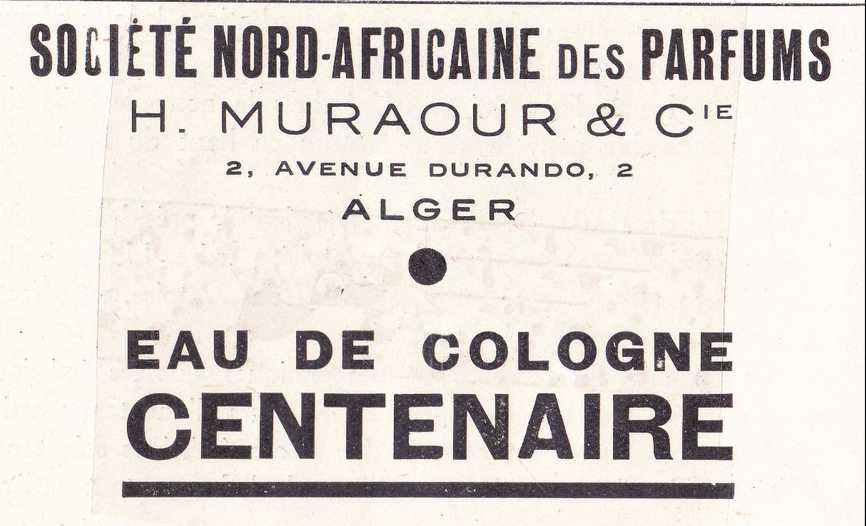 SOCIÉTÉ NORD-AFRICAINE DES PARFUMS
H. MURAOUR & CIE
2, AVENUE DURANDO, 2
ALGER
EAU DE COLOGNE
CENTENAIRE